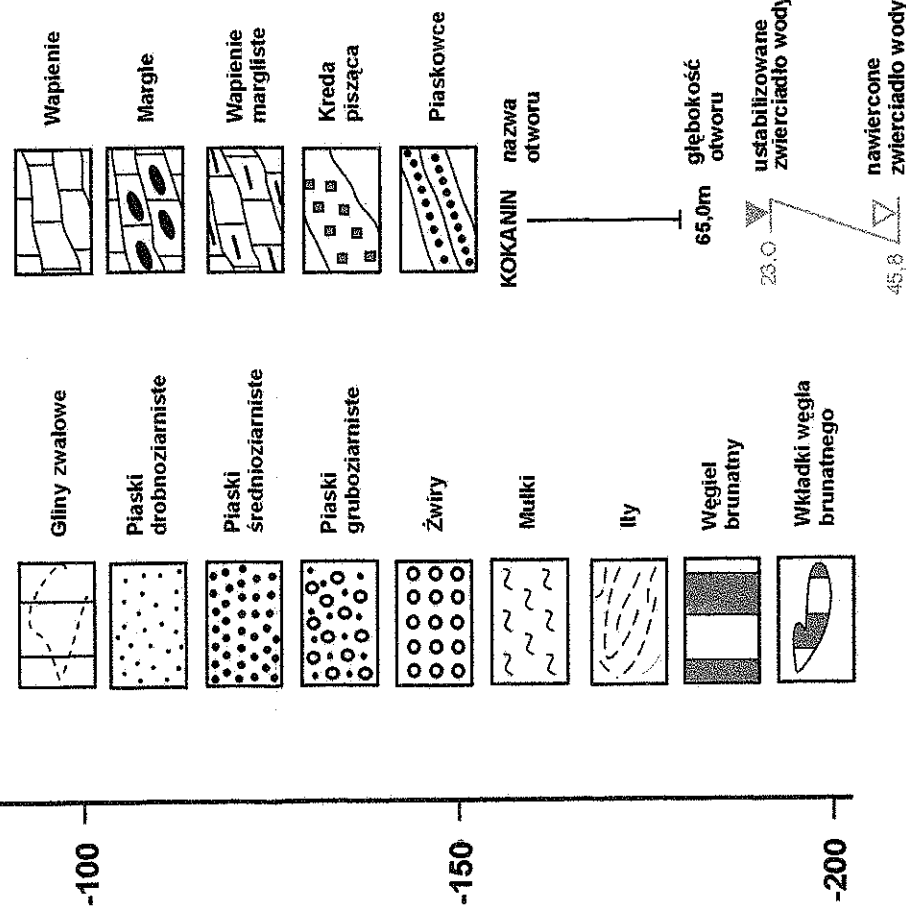 Gliny zwałowe
Piaski
drobnoziarniste
Piaski
średnioziarniste
Piaski
gruboziarniste
Żwiry
Mułki
Iły
Węgiel
brunatny
Wkładki węgla
brunatnego
Wapienie
Margle
Wapienie
margliste
Kreda
pisząca
Piaskowce
KOKANIN
nazwa
otworu
65,0m
głębokość
otworu
23,0
ustabilizowane
zwierciadło wody
45,8
nawiercone
zwierciadło wody
-100
-150
-200